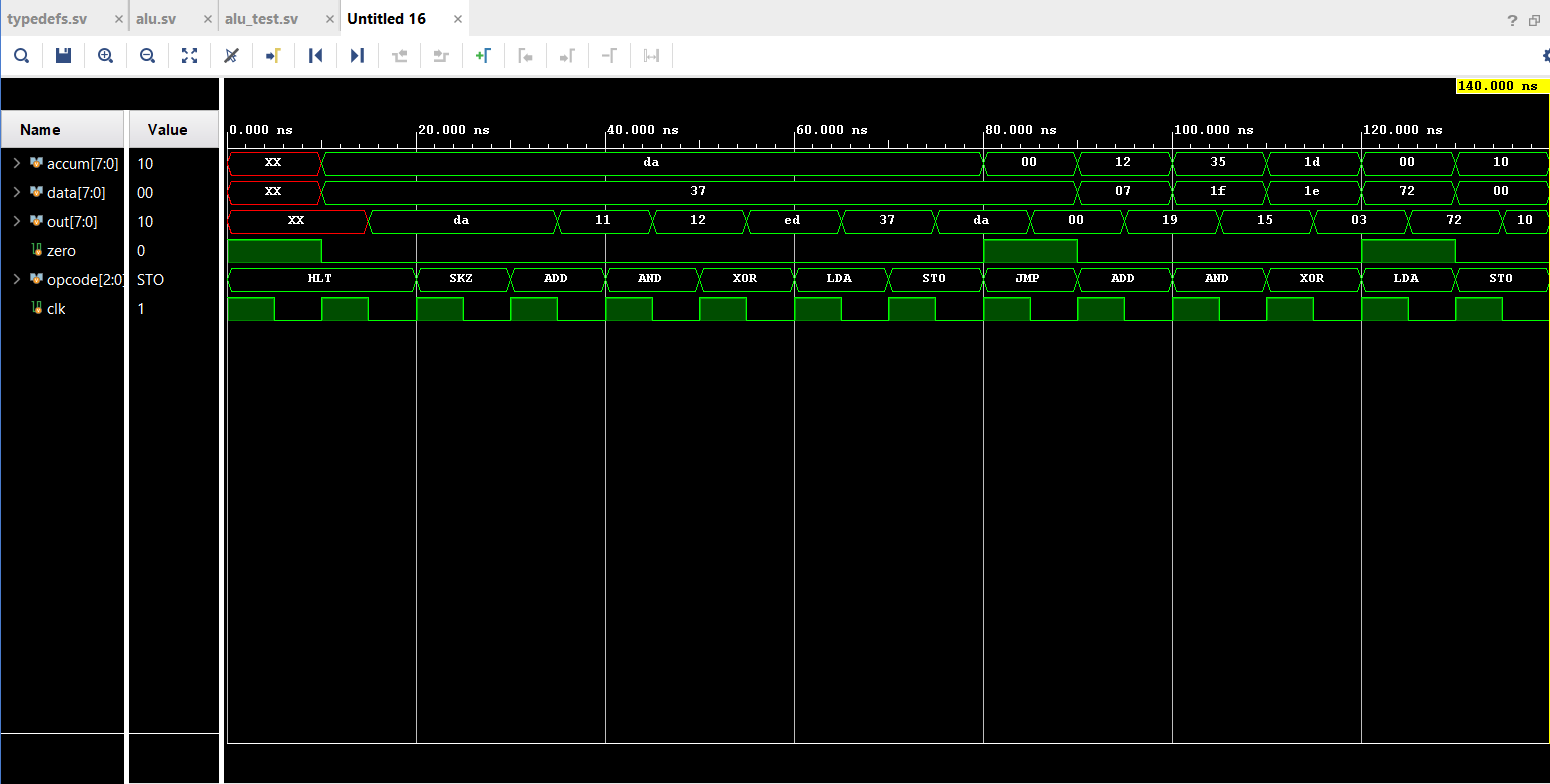 typedefs.sv × alu.sv × alu_test.sv × Untitled 16 ×
?
140.000 ns
Name Value 0.000 ns 20.000 ns 40.000 ns 60.000 ns 80.000 ns 100.000 ns 120.000 ns
accum[7:0] 10 XX da 00 12 35 1d 00 10
data[7:0] 00 XX 37 07 1f 1e 72 00
out[7:0] 10 XX da 11 12 ed 37 da 00 19 15 03 72 10
zero 0
opcode[2:0] STO HLT SKZ ADD AND XOR LDA STO JMP ADD AND XOR LDA STO
clk 1